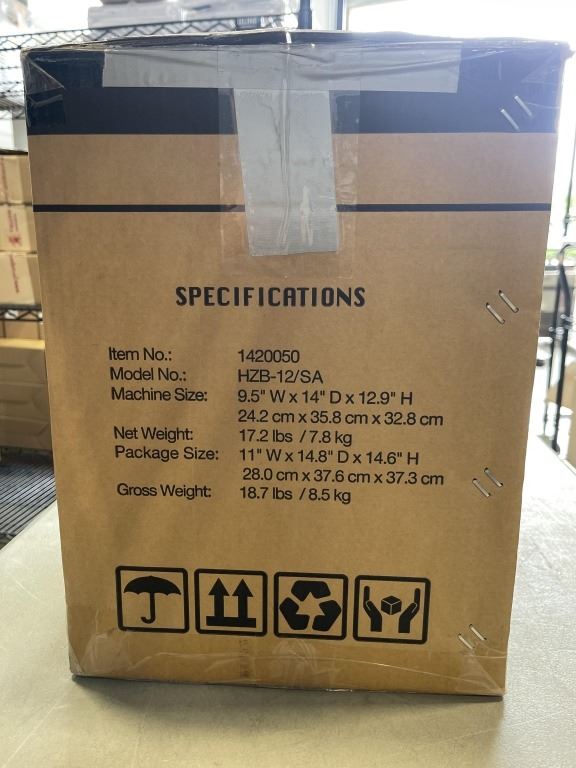 SPECIFICATIONS
Item No.: 1420050
Model No.: HZB-12/SA
Machine Size: 9.5" W x 14" D x 12.9" H
24.2 cm x 35.8 cm x 32.8 cm
Net Weight: 17.2 lbs / 7.8 kg
Package Size: 11" W x 14.8" D x 14.6" H
28.0 cm x 37.6 cm x 37.3 cm
Gross Weight: 18.7 lbs / 8.5 kg